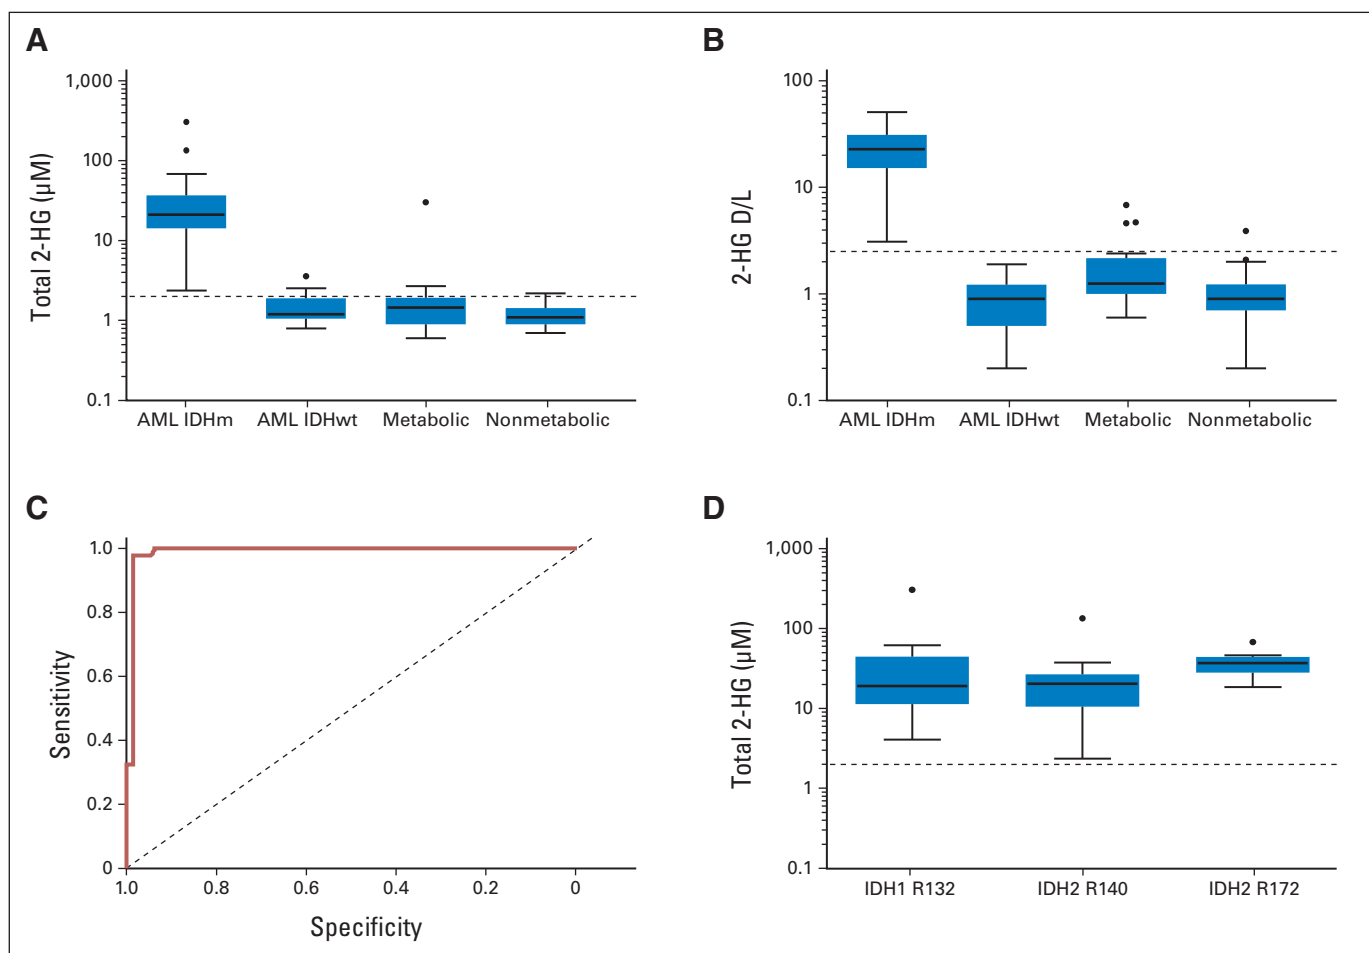 A
Total 2-HG (μM)
1,000
100
10
1
0.1
AML IDHm AML IDHwt Metabolic Nonmetabolic
B
2-HG D/L
100
10
1
0.1
AML IDHm AML IDHwt Metabolic Nonmetabolic
C
Sensitivity
1.0
0.8
0.6
0.4
0.2
0
1.0 0.8 0.6 0.4 0.2 0
Specificity
D
Total 2-HG (μM)
1,000
100
10
1
0.1
IDH1 R132 IDH2 R140 IDH2 R172